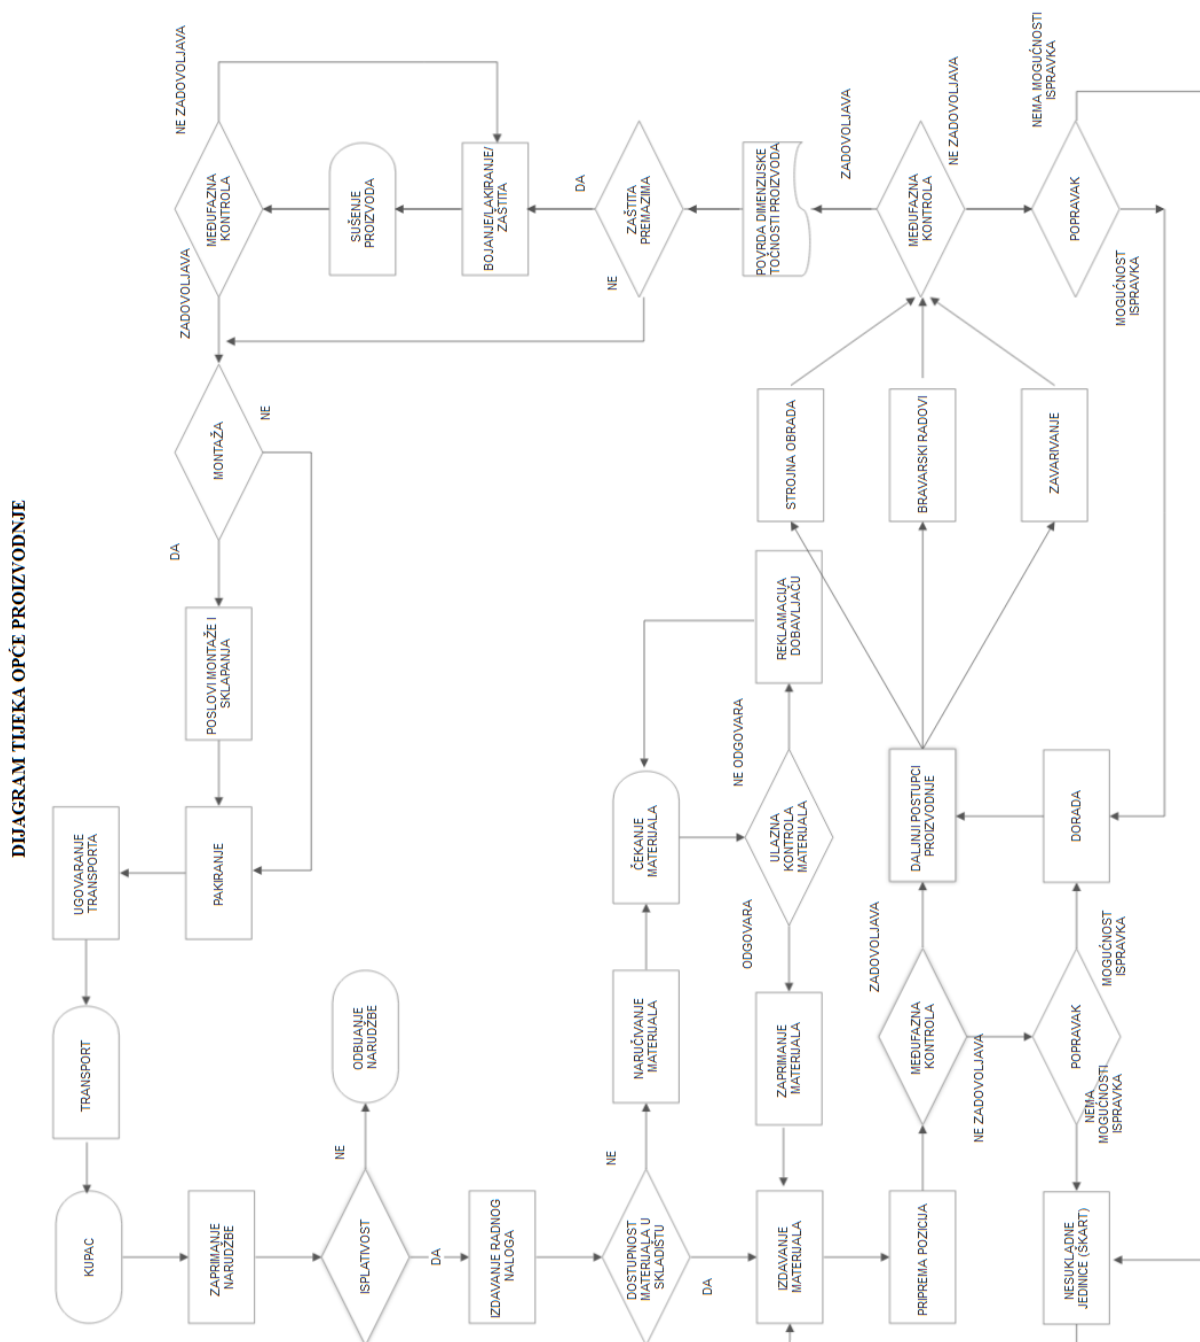 DIJAGRAM TIJEKA OPĆE PROIZVODNJE
KUPAC
TRANSPORT
UGOVARANJE
TRANSPORTA
ZAPRIMANJE
NARUDŽBE
PAKIRANJE
POSLOVI MONTAŽE I
SKLAPANJA
DA
MONTAŽA
NE
ZADOVOLJAVA
MEĐUFAZNA
KONTROLA
NE ZADOVOLJAVA
ISPLATIVOST
NE
ODBIJANJE
NARUDŽBE
SUŠENJE
PROIZVODA
DA
IZDAVANJE RADNOG
NALOGA
BOJANJE/LAKIRANJE/
ZAŠTITA
DOSTUPNOST
MATERIJALA U
SKLADIŠTU
NE
NARUČIVANJE
MATERIJALA
ČEKANJE
MATERIJALA
NE
ZAŠTITA
PREMAZIMA
DA
DA
IZDAVANJE
MATERIJALA
ZAPRIMANJE
MATERIJALA
ODGOVARA
ULAZNA
KONTROLA
MATERIJALA
NE ODGOVARA
REKLAMACIJA
DOBAVLJAČU
STROJNA OBRADA
POVRDA DIMENZUSKE
TOČNOSTI PROIZVODA
ZADOVOLJAVA
PRIPREMA POZICIJA
MEĐUFAZNA
KONTROLA
ZADOVOLJAVA
DALJNJI POSTUPCI
PROIZVODNJE
BRAVARSKI RADOVI
MEĐUFAZNA
KONTROLA
NE ZADOVOLJAVA
NE ZADOVOLJAVA
NESUKLADNE
JEDINICE (ŠKART)
NEMA
MOGUĆNOSTI
ISPRAVKA
POPRAVAK
MOGUĆNOST
ISPRAVKA
DORADA
ZAVARIVANJE
POPRAVAK
NEMA MOGUĆNOSTI
ISPRAVKA
MOGUĆNOST
ISPRAVKA